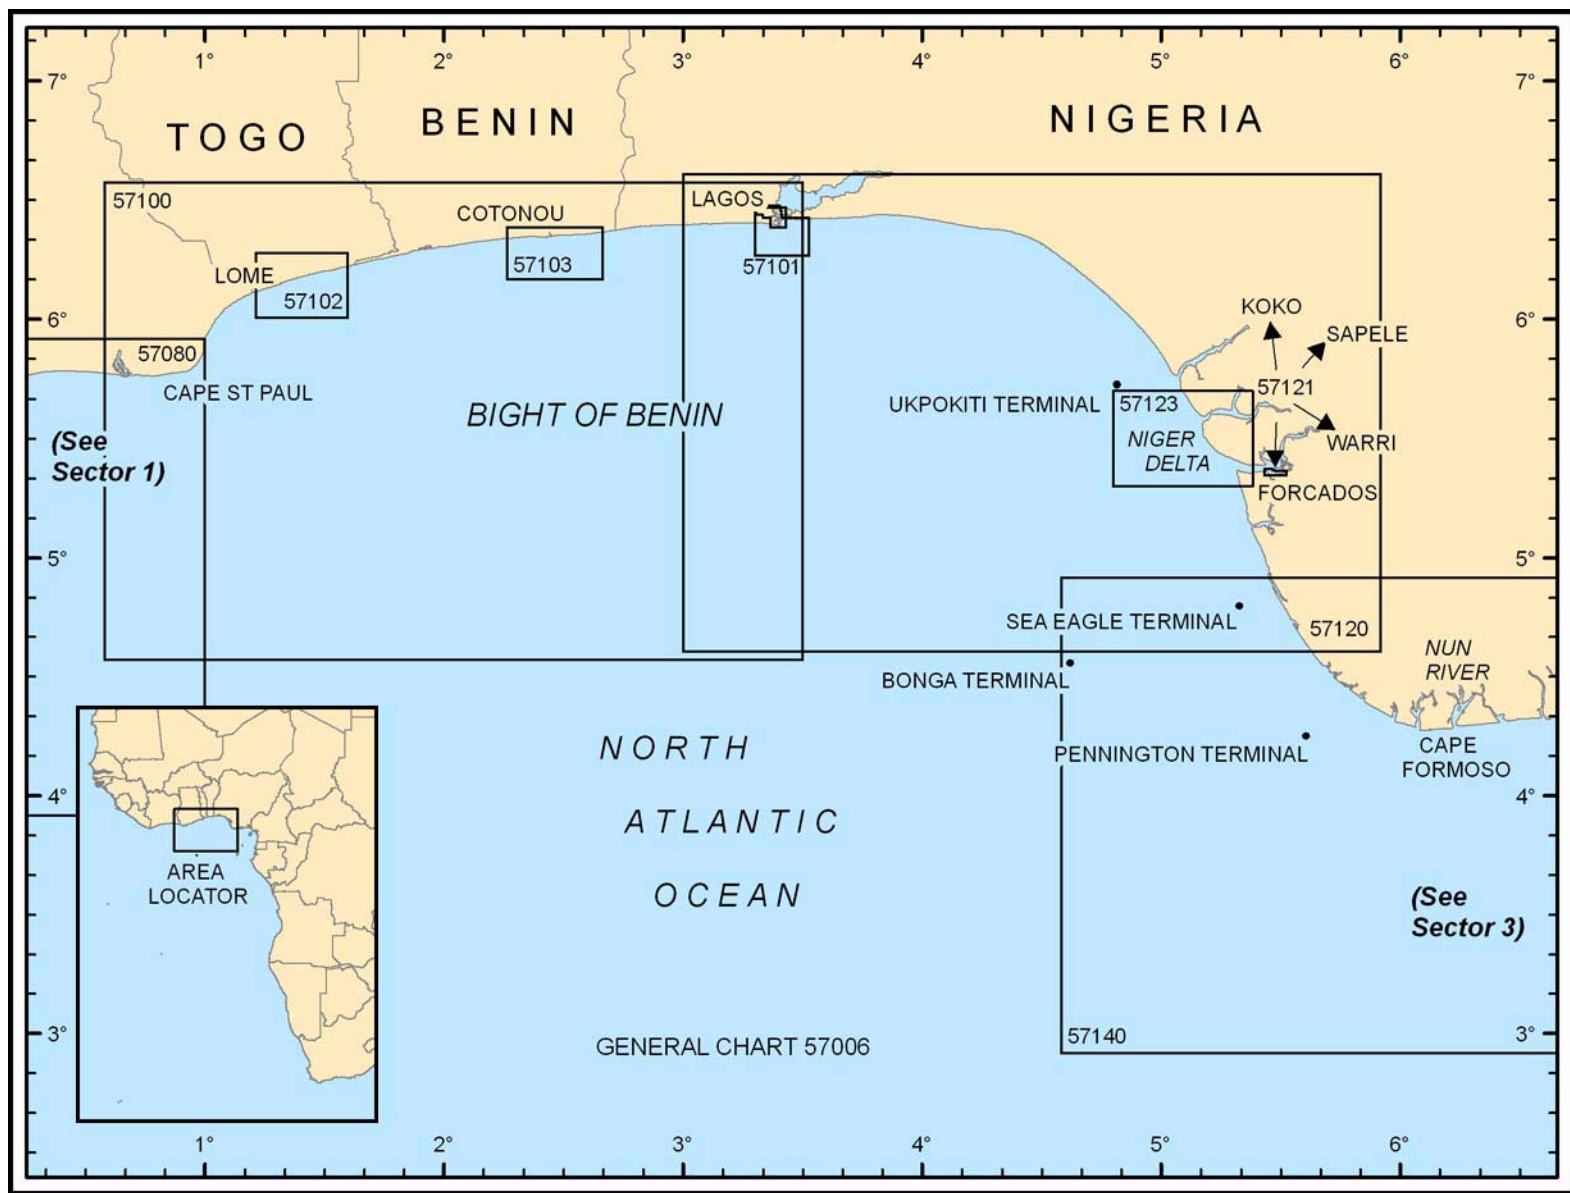 1°
2°
3°
4°
5°
6°
7°
7°
TOGO
BENIN
NIGERIA
57100
LAGOS
COTONOU
57103
57101
LOME
57102
6°
6°
KOKO
SAPELE
57080
CAPE ST PAUL
57121
UKPOKITI TERMINAL
57123
BIGHT OF BENIN
NIGER
DELTA
WARRI
(See
Sector 1)
FORCADOS
5°
5°
SEA EAGLE TERMINAL
57120
NUN
RIVER
BONGA TERMINAL
NORTH
ATLANTIC
OCEAN
PENNINGTON TERMINAL
CAPE
FORMOSO
4°
4°
AREA
LOCATOR
(See
Sector 3)
3°
3°
GENERAL CHART 57006
57140
1°
2°
3°
4°
5°
6°